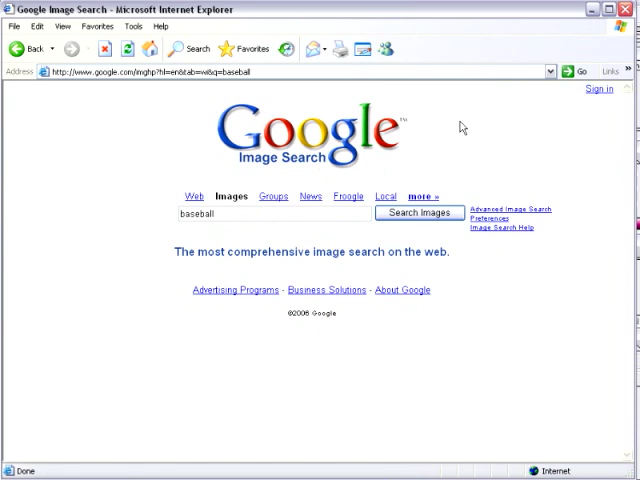 Google Image Search - Microsoft Internet Explorer
File Edit View Favorites Tools Help
Back Search Favorites
Address http://www.google.com/imghp?hl=en&tab=wi&q=baseball Go Links »
Sign in
Google™
Image Search
Web Images Groups News Froogle Local more »
baseball Search Images Advanced Image Search
Preferences
Image Search Help
The most comprehensive image search on the web.
Advertising Programs - Business Solutions - About Google
©2006 Google
Done Internet